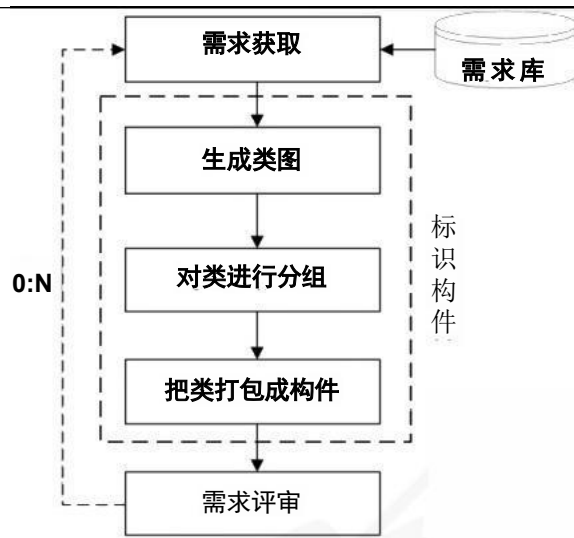 需求获取
需求库
生成类图
对类进行分组
0:N
标识构件
把类打包成构件
需求评审